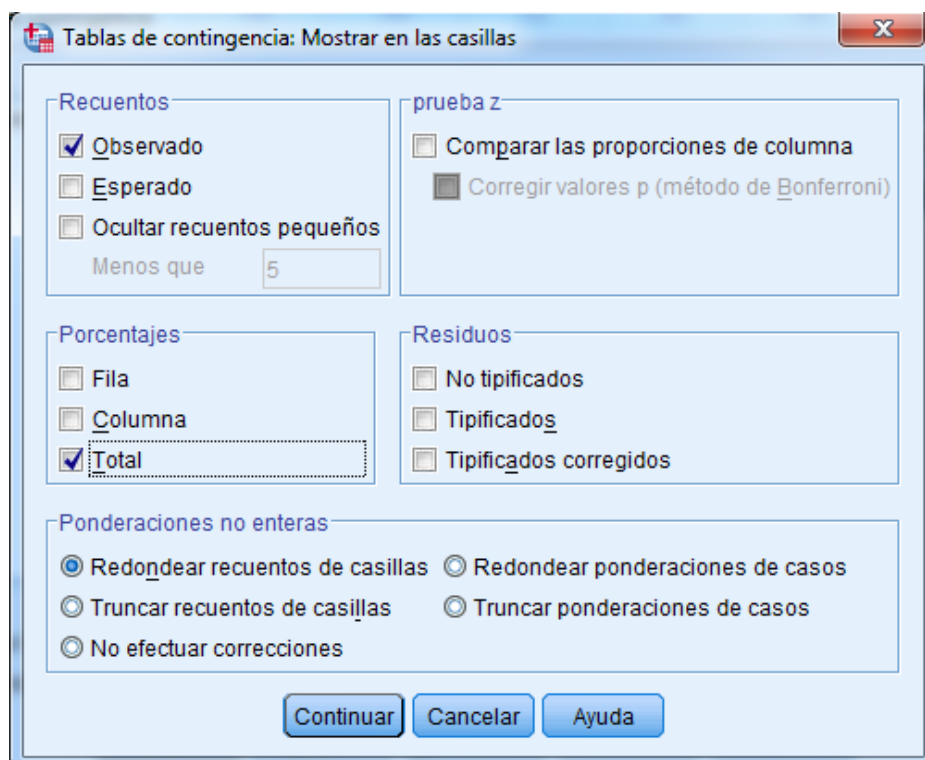 Tablas de contingencia: Mostrar en las casillas
Recuentos
Observado
Esperado
Ocultar recuentos pequeños
Menos que 5
prueba z
Comparar las proporciones de columna
Corregir valores p (método de Bonferroni)
Porcentajes
Fila
Columna
Total
Residuos
No tipificados
Tipificados
Tipificados corregidos
Ponderaciones no enteras
Redondear recuentos de casillas Redondear ponderaciones de casos
Truncar recuentos de casillas Truncar ponderaciones de casos
No efectuar correcciones
Continuar Cancelar Ayuda